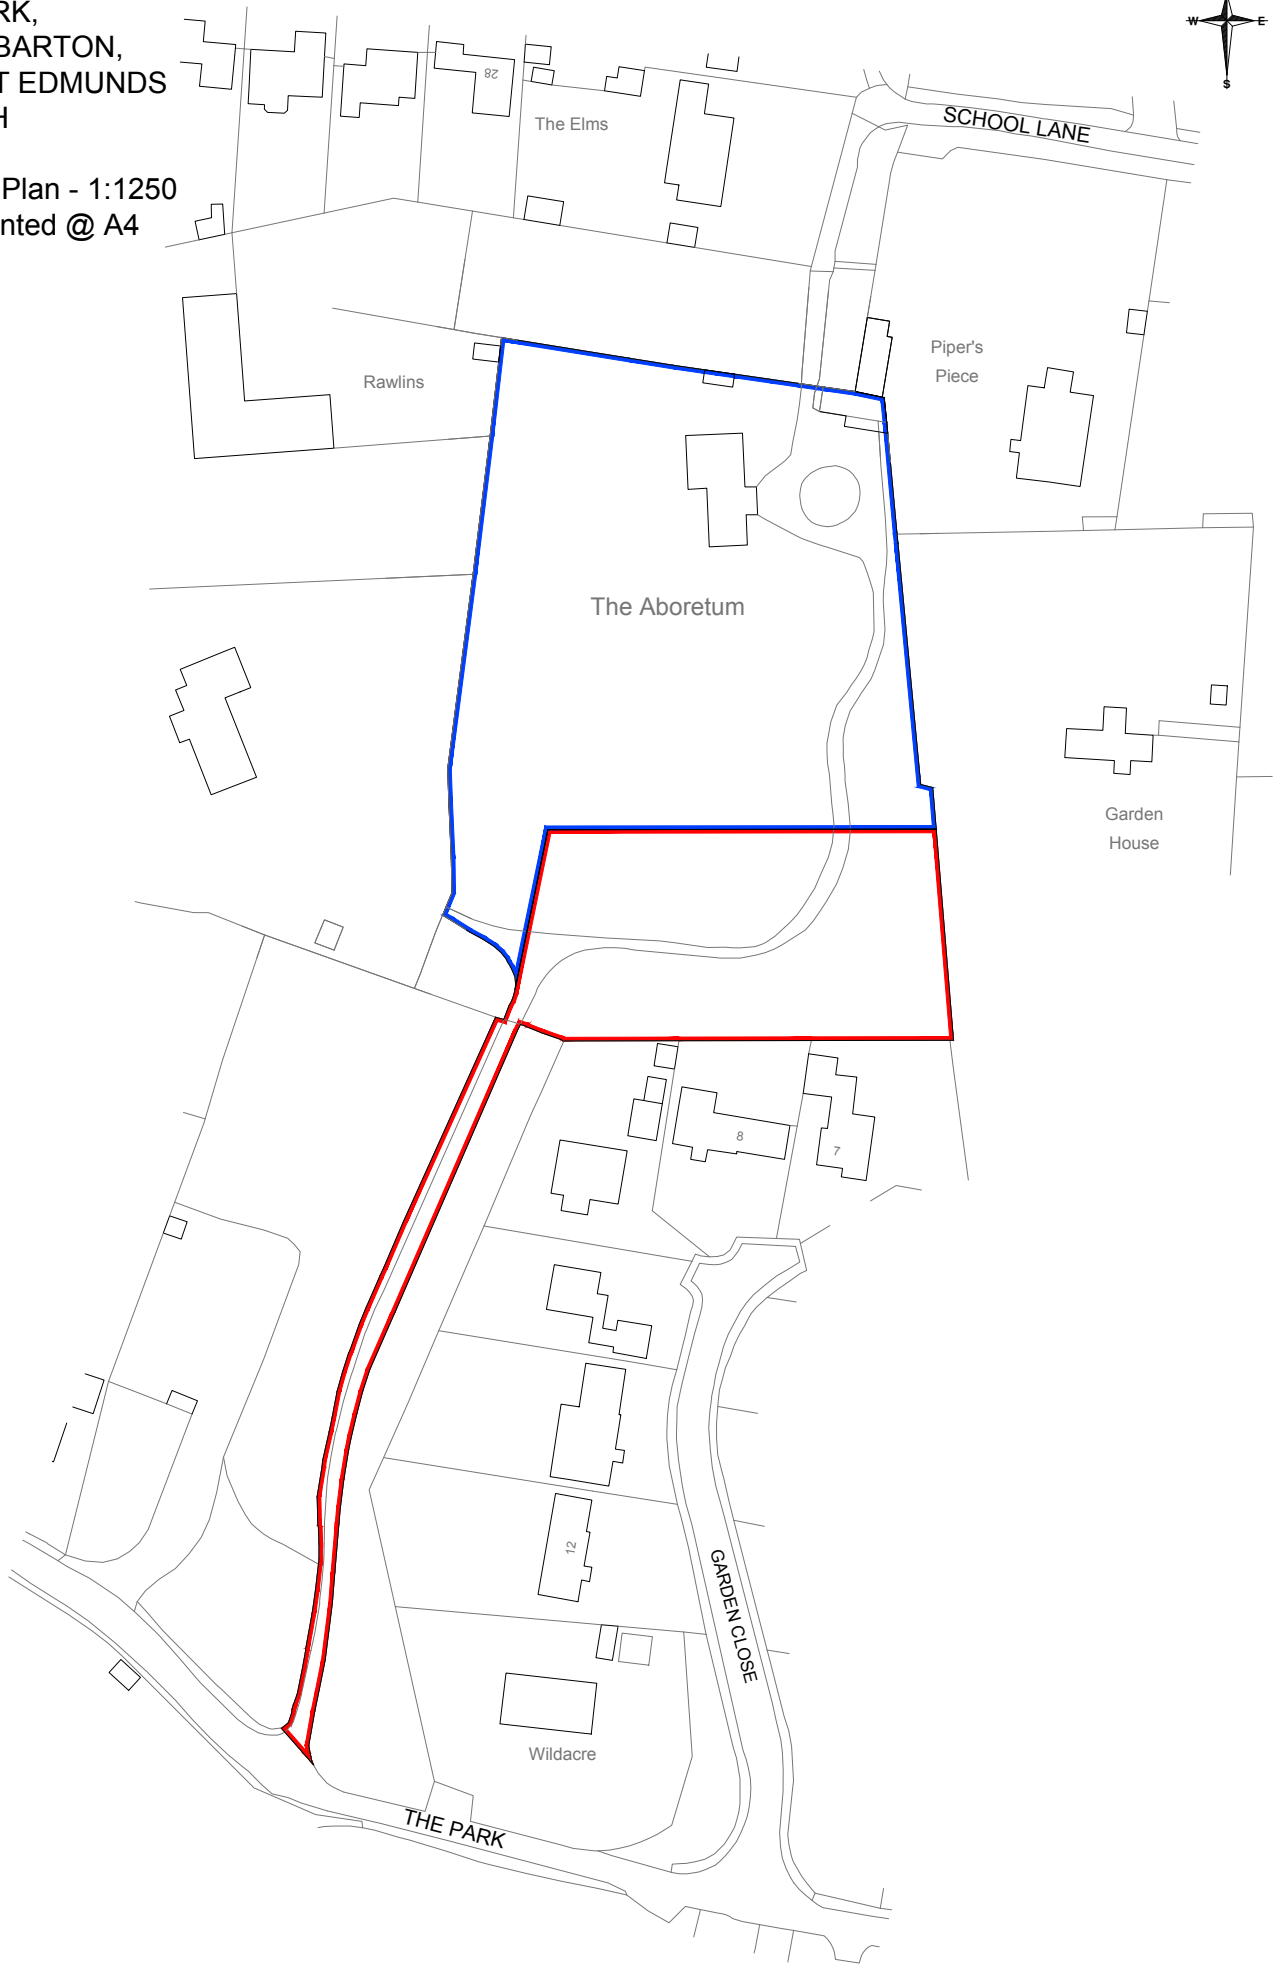 RK,
BARTON,
T EDMUNDS
H
Plan - 1:1250
nted @ A4
W E
S
28
The Elms
SCHOOL LANE
Piper's
Piece
Rawlins
The Aboretum
Garden
House
8
7
12
GARDEN CLOSE
Wildacre
THE PARK